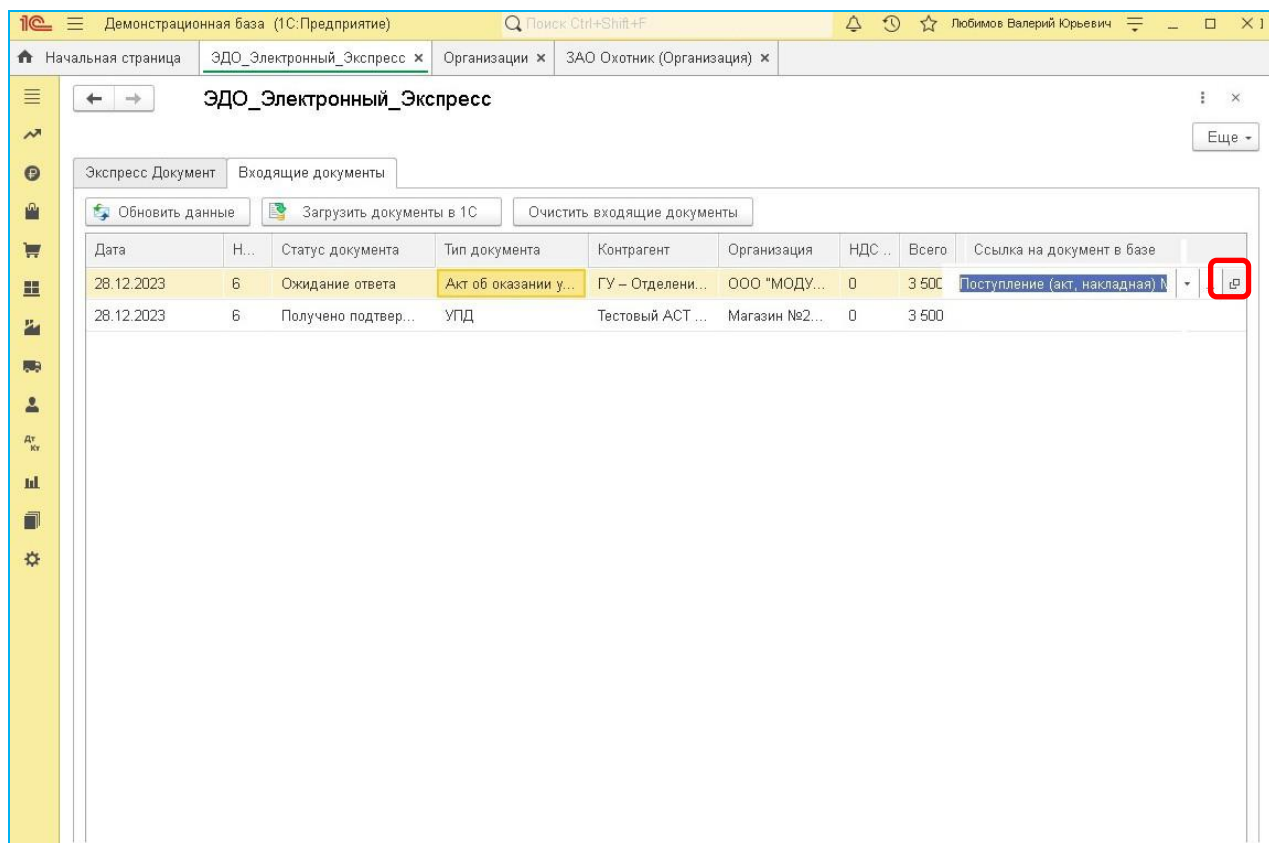 1С Демонстрационная база (1С:Предприятие) Поиск Ctrl+Shift+F Любимов Валерий Юрьевич
Начальная страница ЭДО_Электронный_Экспресс × Организации × ЗАО Охотник (Организация) ×
ЭДО_Электронный_Экспресс
Еще
Экспресс Документ Входящие документы
Обновить данные Загрузить документы в 1С Очистить входящие документы
Дата Н... Статус документа Тип документа Контрагент Организация НДС .. Всего Ссылка на документ в базе
28.12.2023 6 Ожидание ответа Акт об оказании у... ГУ – Отделени... ООО "МОДУ... 0 3 500 Поступление (акт, накладная) №
28.12.2023 6 Получено подтвер... УПД Тестовый АСТ ... Магазин №2... 0 3 500
Дт
Кт